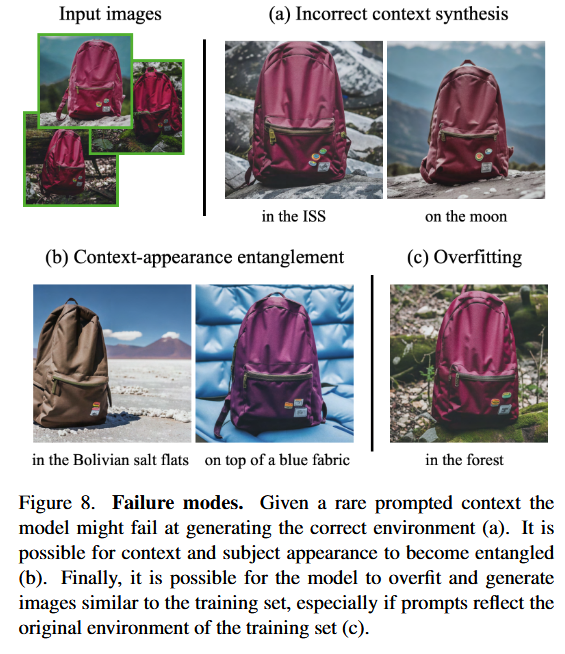 Input images
(a) Incorrect context synthesis
in the ISS
on the moon
(b) Context-appearance entanglement
(c) Overfitting
in the Bolivian salt flats
on top of a blue fabric
in the forest
Figure 8. Failure modes. Given a rare prompted context the
model might fail at generating the correct environment (a). It is
possible for context and subject appearance to become entangled
(b). Finally, it is possible for the model to overfit and generate
images similar to the training set, especially if prompts reflect the
original environment of the training set (c).